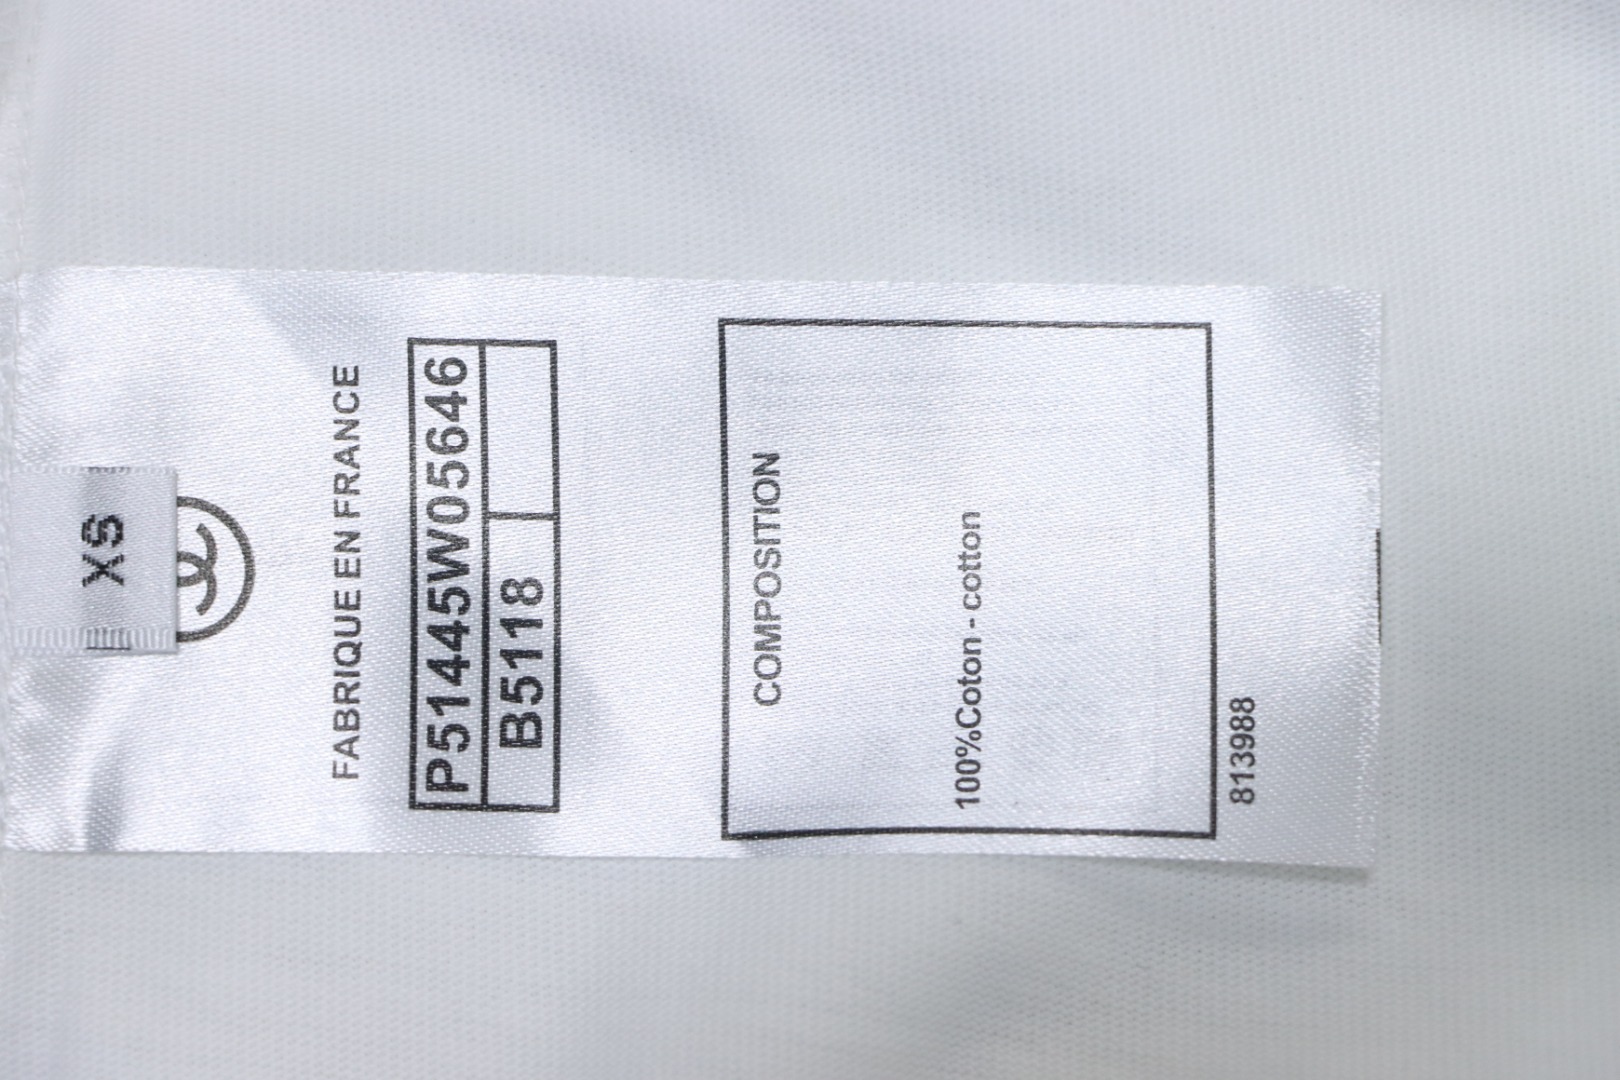 XS
FABRIQUE EN FRANCE
P51445W05646
B5118
COMPOSITION
100%Coton - cotton
813988